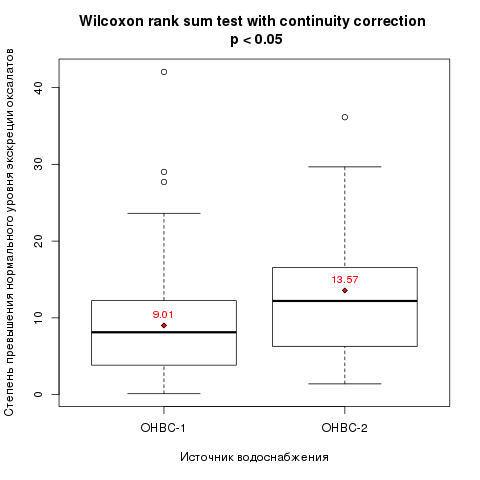 Wilcoxon rank sum test with continuity correction
p < 0.05
Степень превышения нормального уровня экскреции оксалатов
40
30
20
10
0
9.01
13.57
ОНВС-1
ОНВС-2
Источник водоснабжения